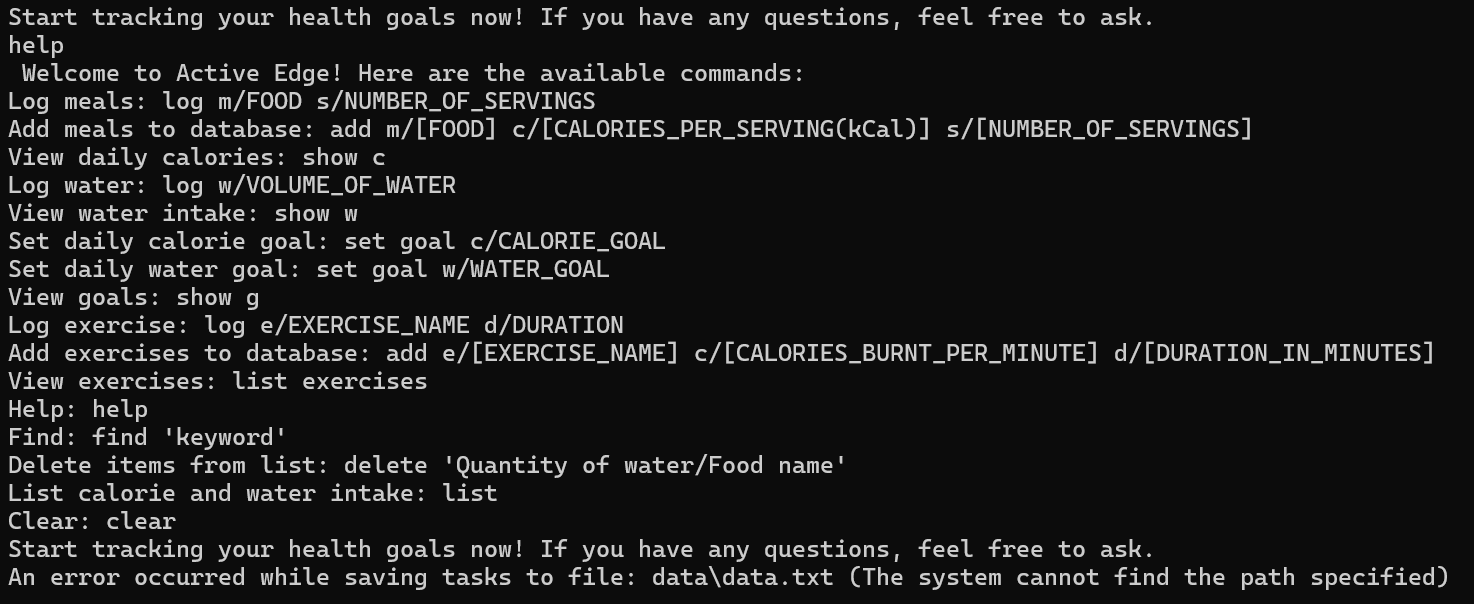 Start tracking your health goals now! If you have any questions, feel free to ask.
help
 Welcome to Active Edge! Here are the available commands:
Log meals: log m/FOOD s/NUMBER_OF_SERVINGS
Add meals to database: add m/[FOOD] c/[CALORIES_PER_SERVING(kCal)] s/[NUMBER_OF_SERVINGS]
View daily calories: show c
Log water: log w/VOLUME_OF_WATER
View water intake: show w
Set daily calorie goal: set goal c/CALORIE_GOAL
Set daily water goal: set goal w/WATER_GOAL
View goals: show g
Log exercise: log e/EXERCISE_NAME d/DURATION
Add exercises to database: add e/[EXERCISE_NAME] c/[CALORIES_BURNT_PER_MINUTE] d/[DURATION_IN_MINUTES]
View exercises: list exercises
Help: help
Find: find 'keyword'
Delete items from list: delete 'Quantity of water/Food name'
List calorie and water intake: list
Clear: clear
Start tracking your health goals now! If you have any questions, feel free to ask.
An error occurred while saving tasks to file: data\data.txt (The system cannot find the path specified)